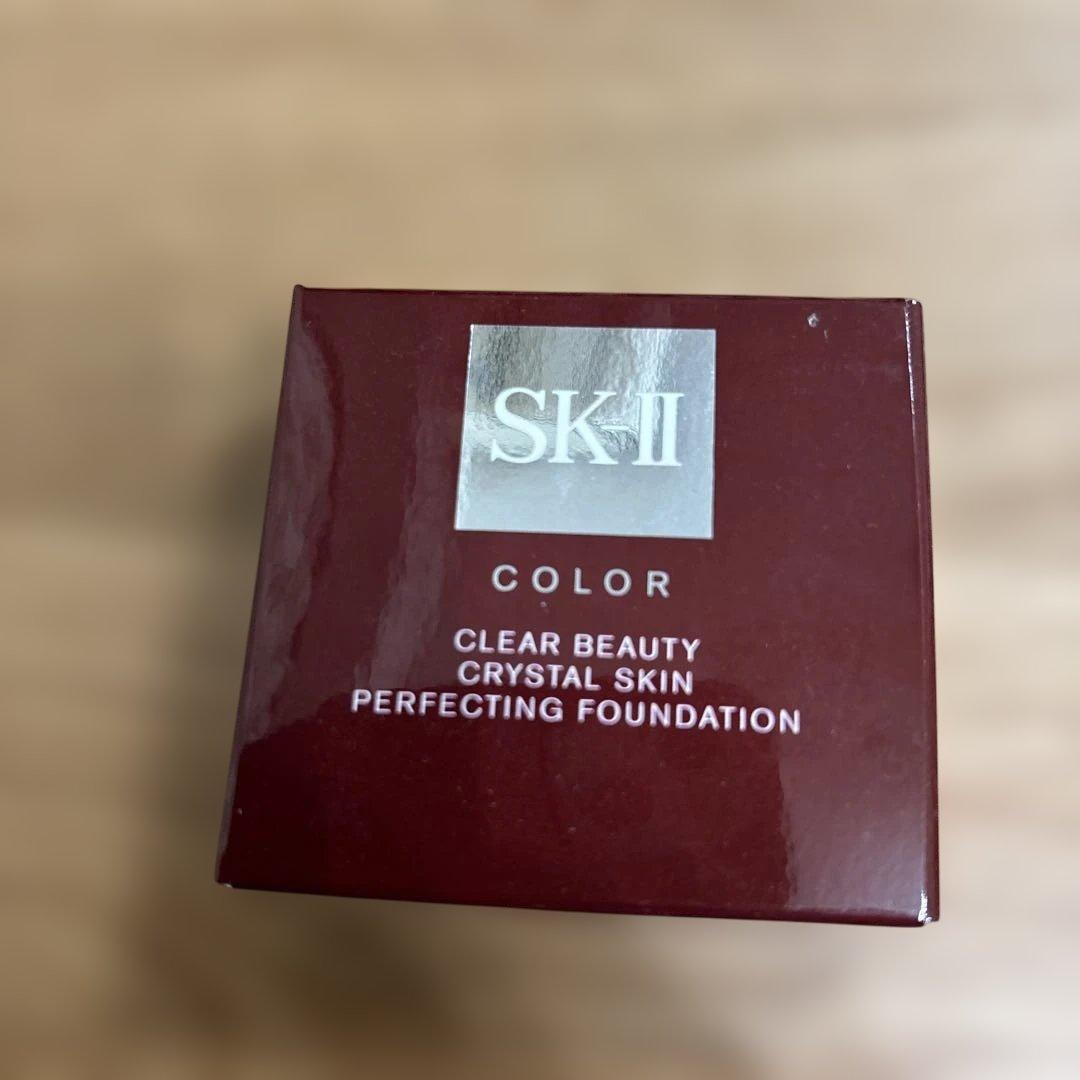 SK-II
COLOR
CLEAR BEAUTY
CRYSTAL SKIN
PERFECTING FOUNDATION